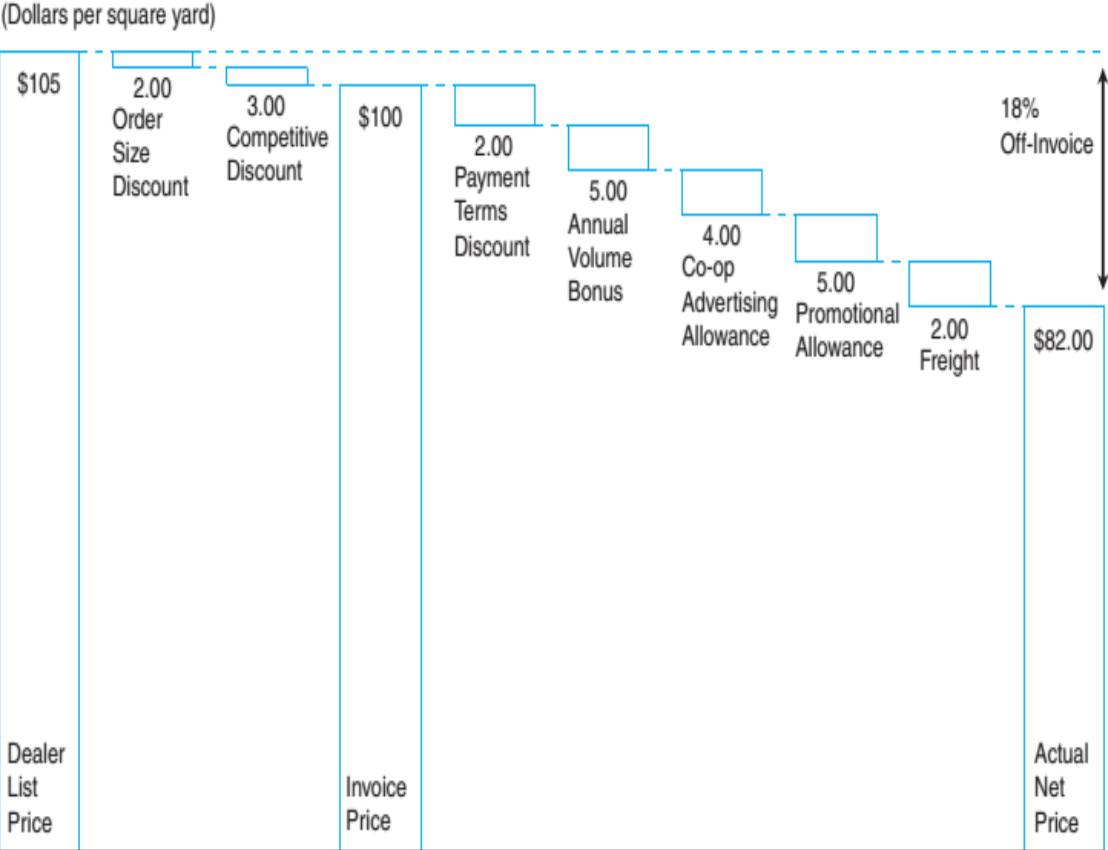 (Dollars per square yard)
$105
2.00
Order
Size
Discount
3.00
Competitive
Discount
$100
2.00
Payment
Terms
Discount
5.00
Annual
Volume
Bonus
4.00
Co-op
Advertising
Allowance
5.00
Promotional
Allowance
2.00
Freight
18%
Off-Invoice
$82.00
Dealer
List
Price
Invoice
Price
Actual
Net
Price